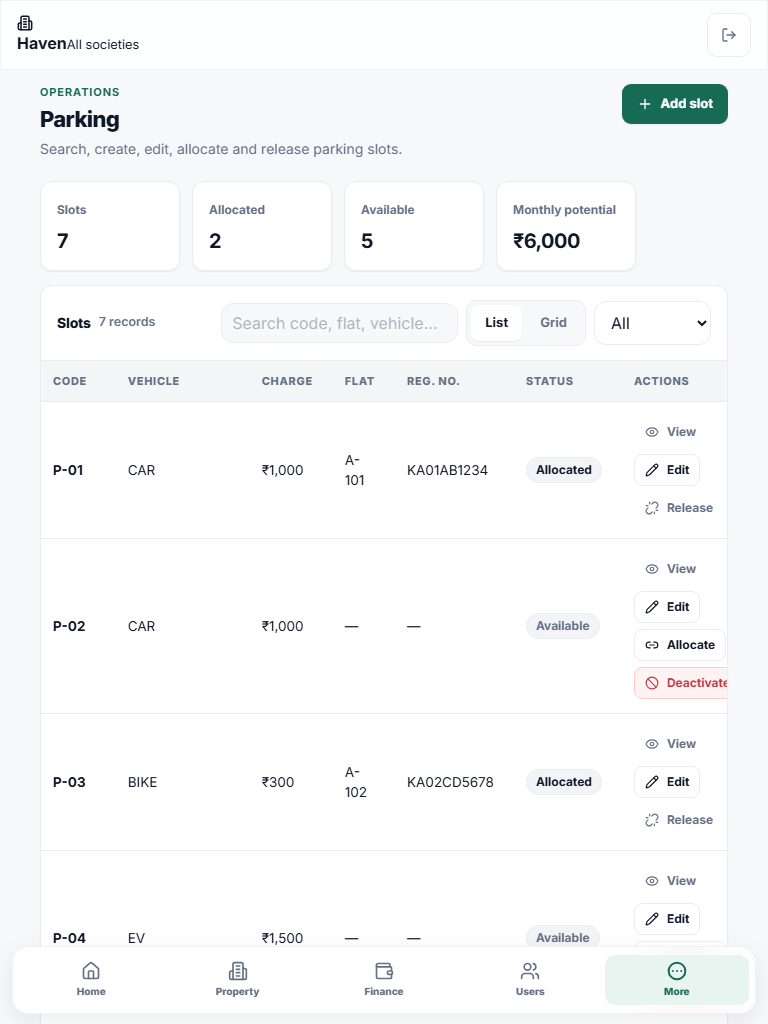 HavenAll societies
OPERATIONS
Parking
Add slot
Search, create, edit, allocate and release parking slots.
Slots
7
Allocated
2
Available
5
Monthly potential
₹6,000
Slots 7 records
Search code, flat, vehicle...
List Grid
All
CODE VEHICLE CHARGE FLAT REG. NO. STATUS ACTIONS
P-01 CAR ₹1,000 A-101 KA01AB1234 Allocated
View
Edit
Release
P-02 CAR ₹1,000 — — Available
View
Edit
Allocate
Deactivate
P-03 BIKE ₹300 A-102 KA02CD5678 Allocated
View
Edit
Release
P-04 EV ₹1,500 — — Available
View
Edit
Home Property Finance Users More